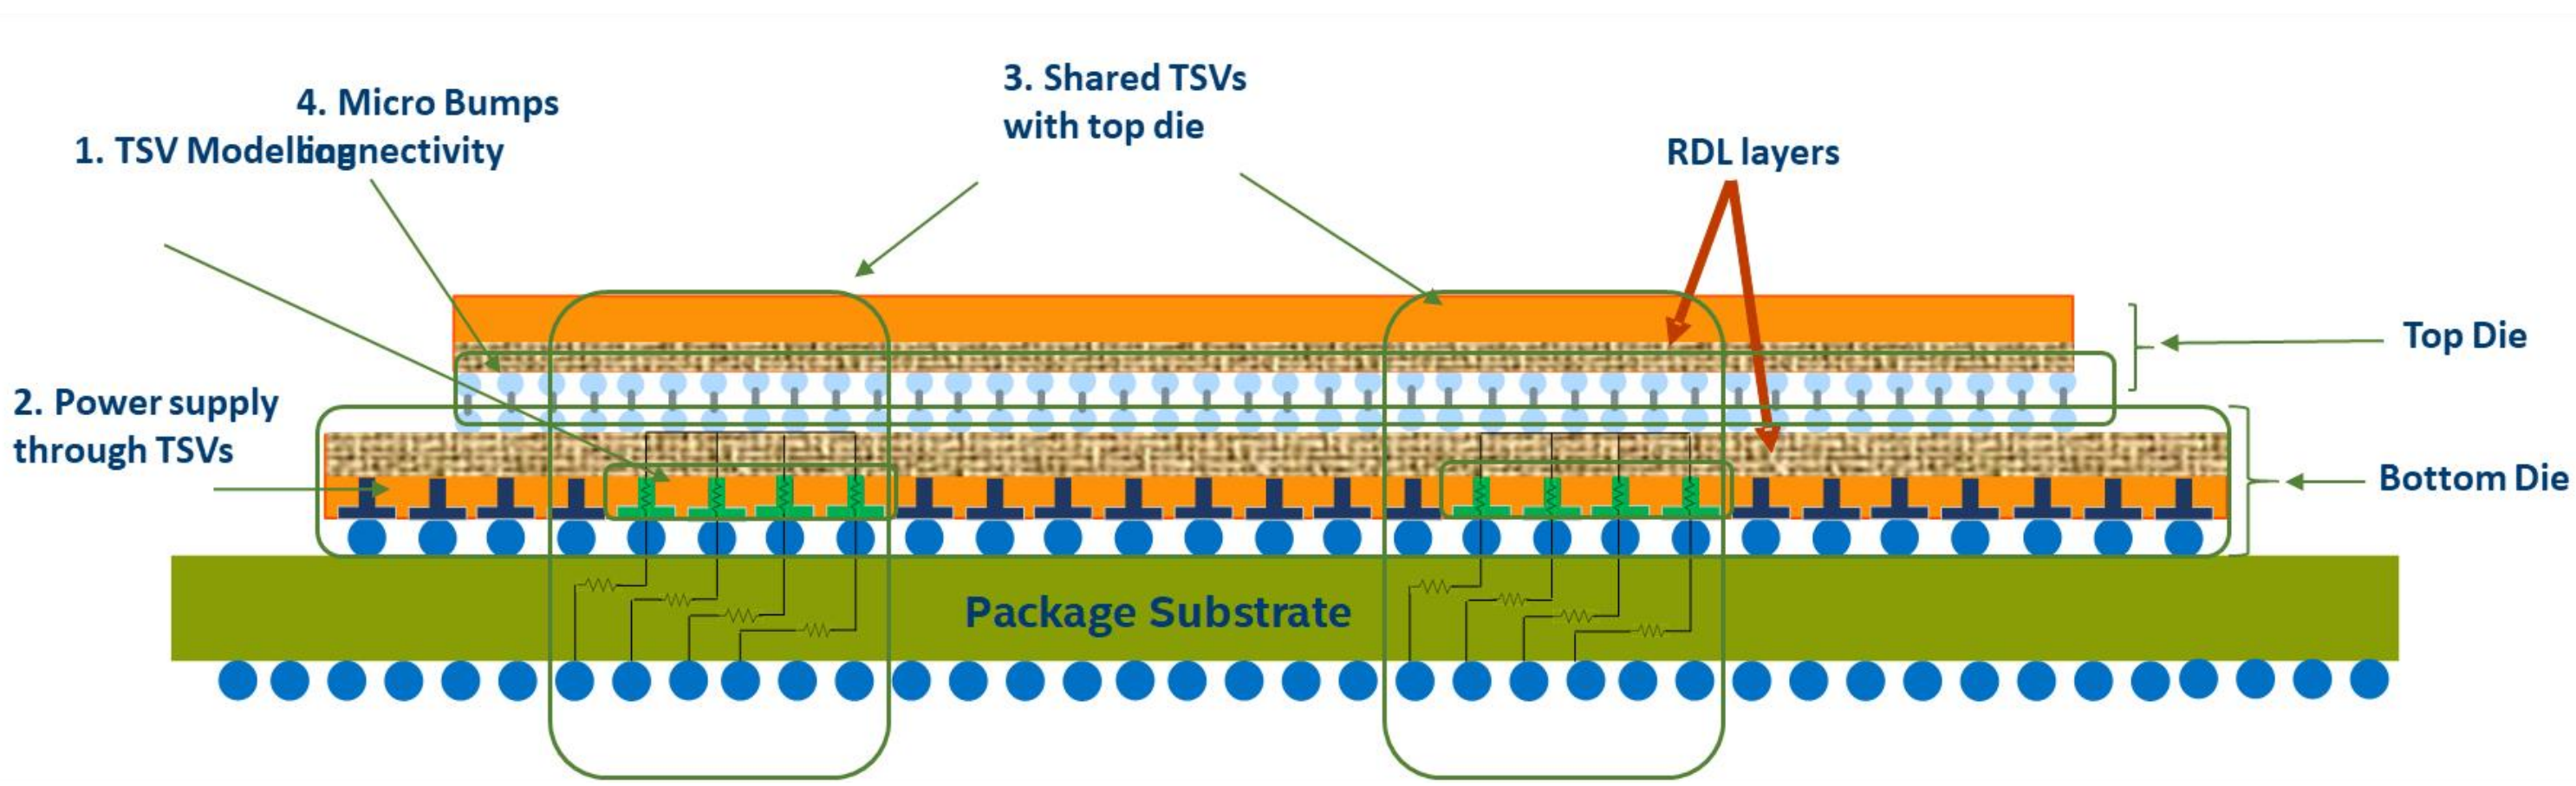 4. Micro Bumps
connectivity
1. TSV Modelling
3. Shared TSVs
with top die
RDL layers
Top Die
2. Power supply
through TSVs
Bottom Die
Package Substrate